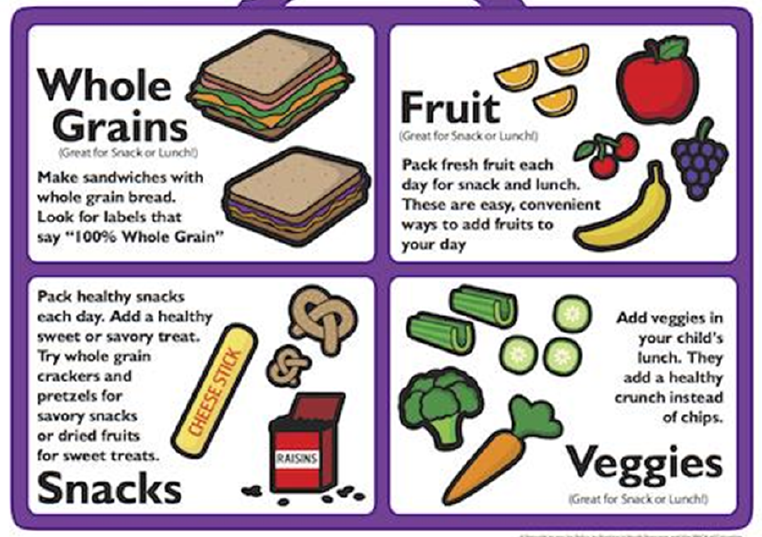 Whole
Grains
(Great for Snack or Lunch!)
Make sandwiches with
whole grain bread.
Look for labels that
say “100% Whole Grain”
Fruit
(Great for Snack or Lunch!)
Pack fresh fruit each
day for snack and lunch.
These are easy, convenient
ways to add fruits to
your day
Pack healthy snacks
each day. Add a healthy
sweet or savory treat.
Try whole grain
crackers and
pretzels for
savory snacks
or dried fruits
for sweet treats.
Snacks
CHEESE STICK
RAISINS
Add veggies in
your child's
lunch. They
add a healthy
crunch instead
of chips.
Veggies
(Great for Snack or Lunch!)